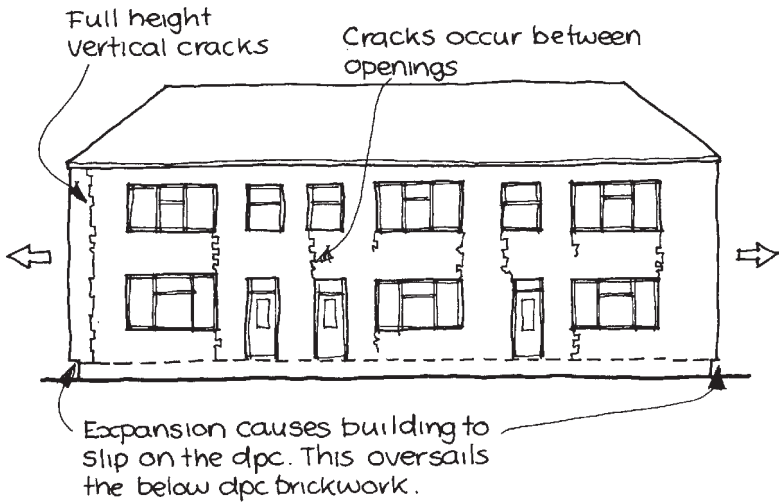 Full height
vertical cracks
Cracks occur between
openings
Expansion causes building to
slip on the dpc. This oversails
the below dpc brickwork.